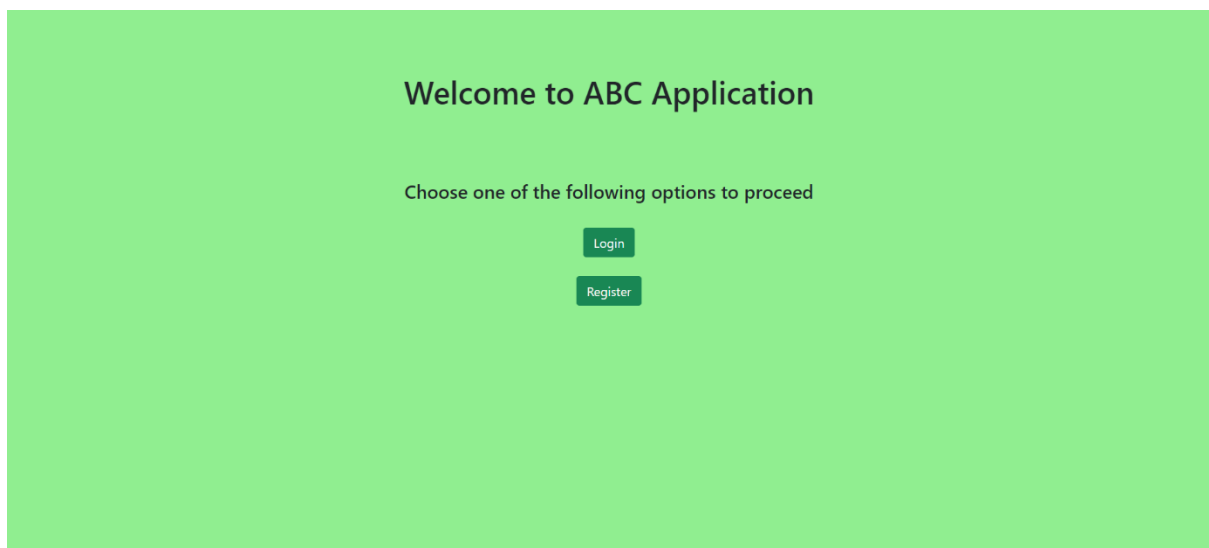 Welcome to ABC Application
Choose one of the following options to proceed
Login
Register